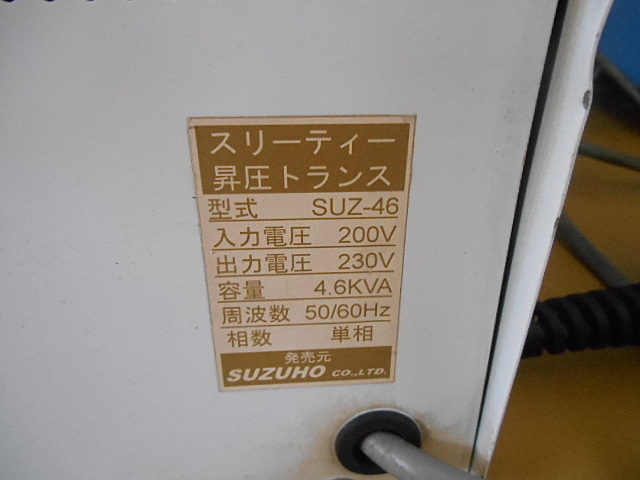 スリーティー
昇圧トランス
型式 SUZ-46
入力電圧 200V
出力電圧 230V
容量 4.6KVA
周波数 50/60Hz
相数 単相
発売元
SUZUHO CO.,LTD.